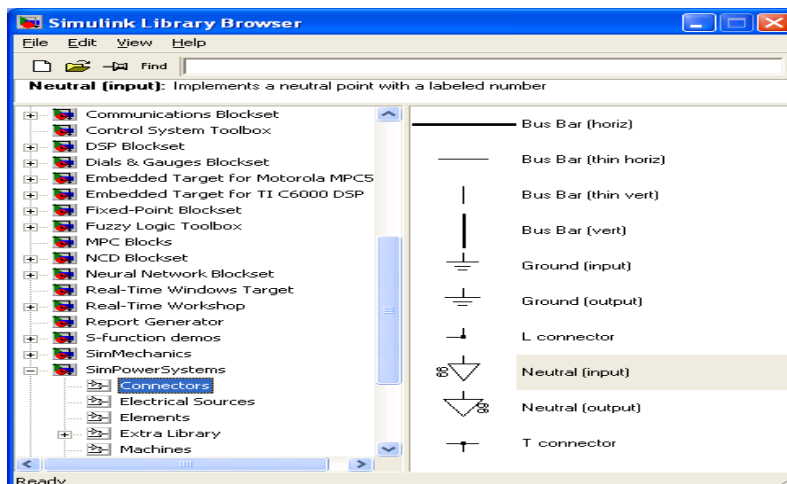 Simulink Library Browser
File Edit View Help
Find
Neutral (input): Implements a neutral point with a labeled number
Communications Blockset
Control System Toolbox
DSP Blockset
Dials & Gauges Blockset
Embedded Target for Motorola MPC5
Embedded Target for TI C6000 DSP
Fixed-Point Blockset
Fuzzy Logic Toolbox
MPC Blocks
NCD Blockset
Neural Network Blockset
Real-Time Windows Target
Real-Time Workshop
Report Generator
S-function demos
SimMechanics
SimPowerSystems
Connectors
Electrical Sources
Elements
Extra Library
Machines
Bus Bar (horiz)
Bus Bar (thin horiz)
Bus Bar (thin vert)
Bus Bar (vert)
Ground (input)
Ground (output)
L connector
Neutral (input)
Neutral (output)
T connector
Ready